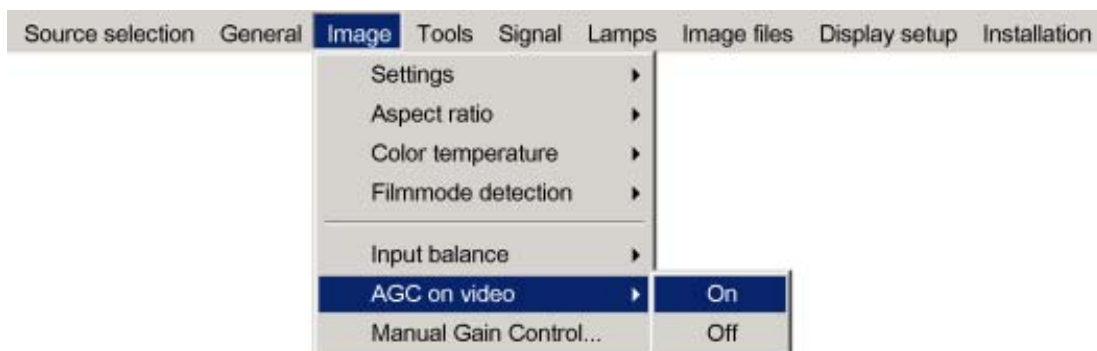 Source selection General Image Tools Signal Lamps Image files Display setup Installation
Settings
Aspect ratio
Color temperature
Filmmode detection
Input balance
AGC on video On
Manual Gain Control... Off